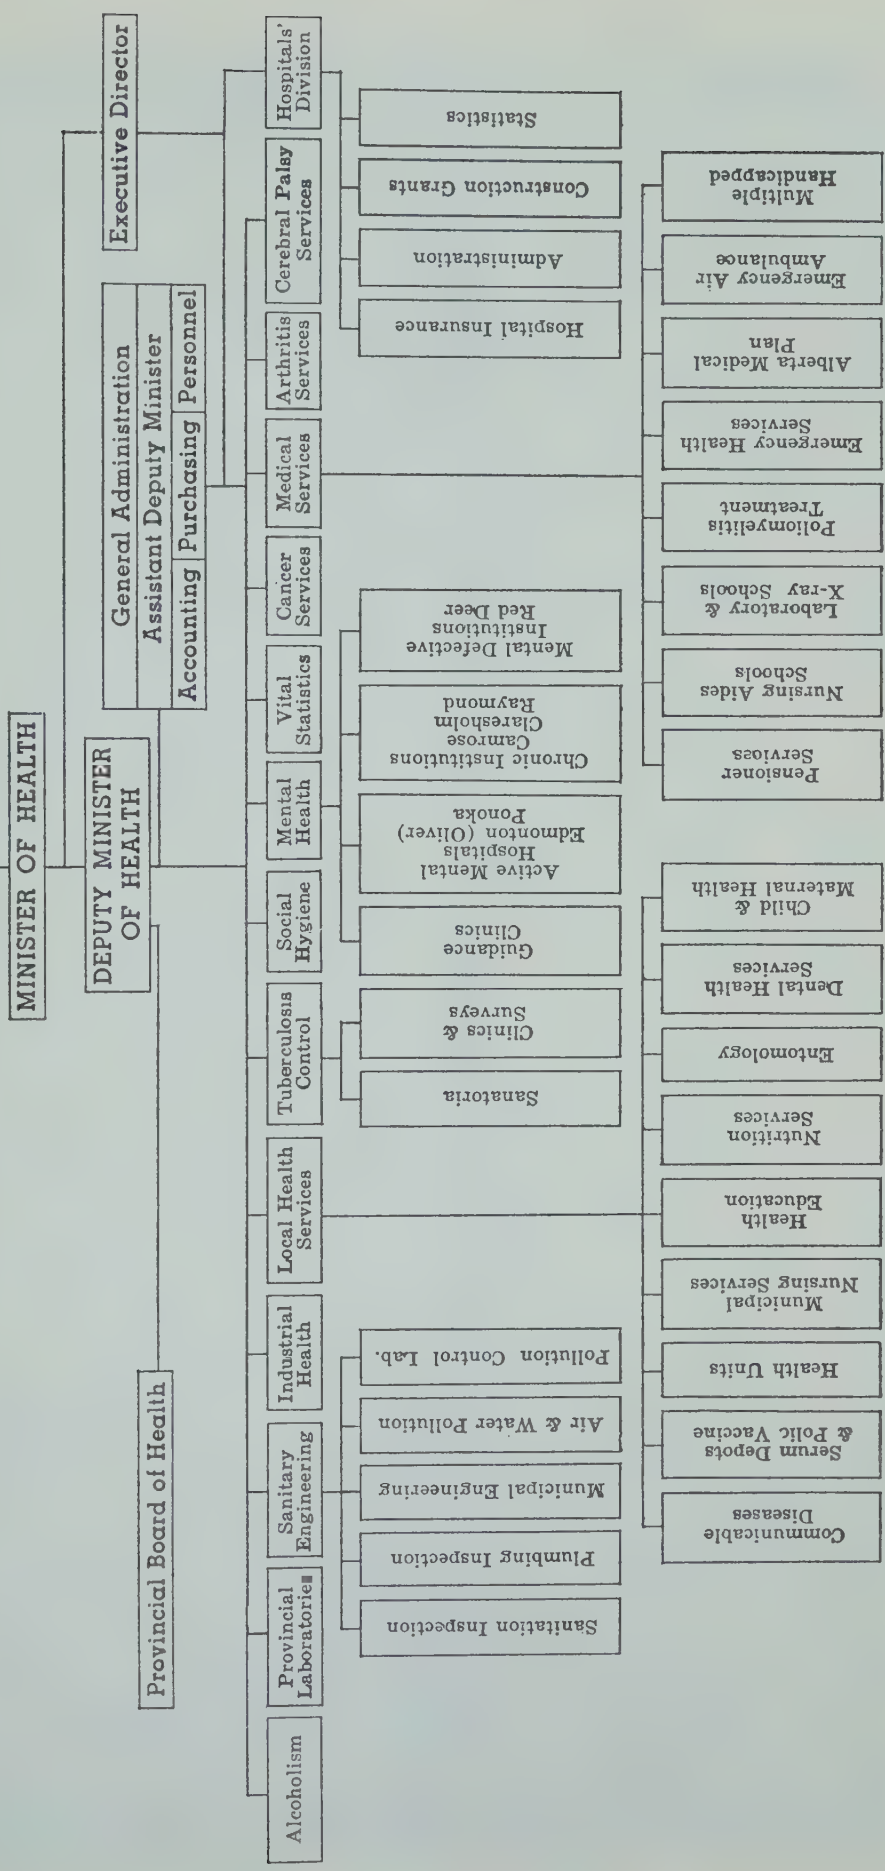 MINISTER OF HEALTH
DEPUTY MINISTER
OF HEALTH
Executive Director
General Administration
Assistant Deputy Minister
Accounting
Purchasing
Personnel
Provincial Board of Health
Alcoholism
Provincial
Laboratories
Sanitary
Engineering
Industrial
Health
Local Health
Services
Tuberculosis
Control
Social
Hygiene
Mental
Health
Vital
Statistics
Cancer
Services
Medical
Services
Arthritis
Services
Cerebral Palsy
Services
Hospitals'
Division
Sanitation Inspection
Plumbing Inspection
Municipal Engineering
Air & Water Pollution
Pollution Control Lab.
Sanatoria
Clinics &
Surveys
Guidance
Clinics
Active Mental
Hospitals
Edmonton (Oliver)
Ponoka
Chronic Institutions
Camrose
Claresholm
Raymond
Mental Defective
Institutions
Red Deer
Hospital Insurance
Administration
Construction Grants
Statistics
Communicable
Diseases
Serum Depots
& Polic Vaccine
Health Units
Municipal
Nursing Services
Health
Education
Nutrition
Services
Entomology
Dental Health
Services
Child &
Maternal Health
Pensioner
Services
Nursing Aides
Schools
Laboratory &
X-ray Schools
Poliomyelitis
Treatment
Emergency Health
Services
Alberta Medical
Plan
Emergency Air
Ambulance
Multiple
Handicapped